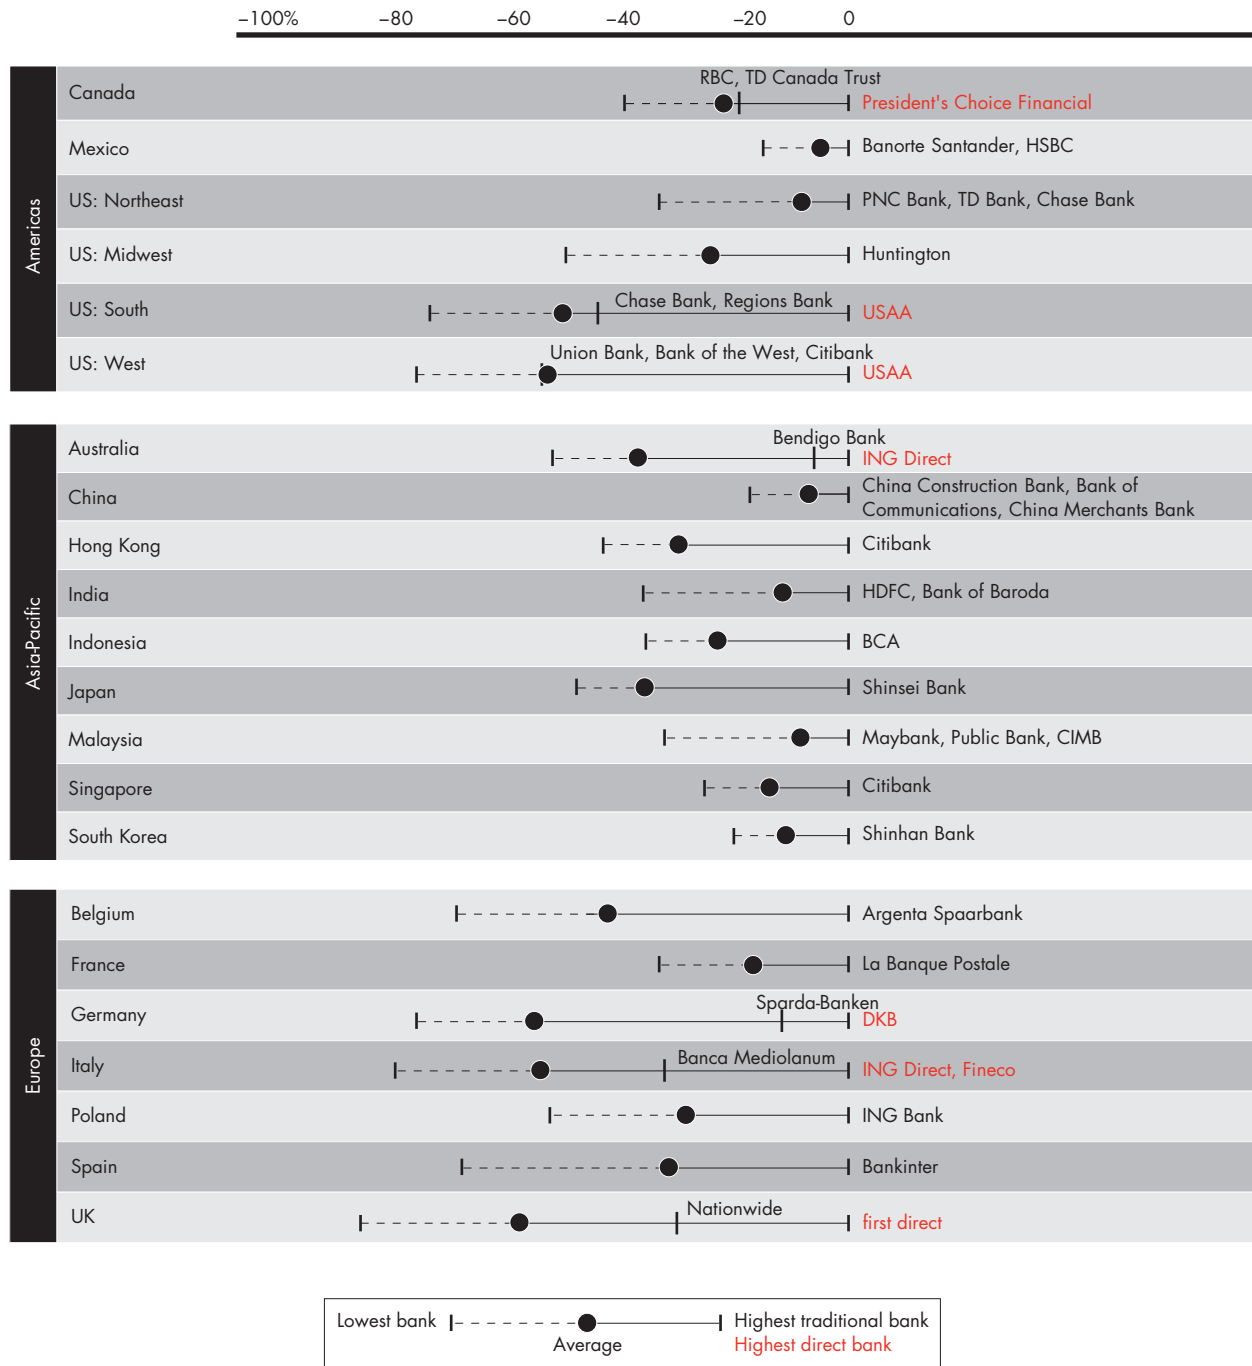 –100% –80 –60 –40 –20 0
Americas
Canada
RBC, TD Canada Trust
President's Choice Financial
Mexico
Banorte Santander, HSBC
US: Northeast
PNC Bank, TD Bank, Chase Bank
US: Midwest
Huntington
US: South
Chase Bank, Regions Bank
USAA
US: West
Union Bank, Bank of the West, Citibank
USAA
Asia-Pacific
Australia
Bendigo Bank
ING Direct
China
China Construction Bank, Bank of
Communications, China Merchants Bank
Hong Kong
Citibank
India
HDFC, Bank of Baroda
Indonesia
BCA
Japan
Shinsei Bank
Malaysia
Maybank, Public Bank, CIMB
Singapore
Citibank
South Korea
Shinhan Bank
Europe
Belgium
Argenta Spaarbank
France
La Banque Postale
Germany
Sparda-Banken
DKB
Italy
Banca Mediolanum
ING Direct, Fineco
Poland
ING Bank
Spain
Bankinter
UK
Nationwide
first direct
Lowest bank
Average
Highest traditional bank
Highest direct bank